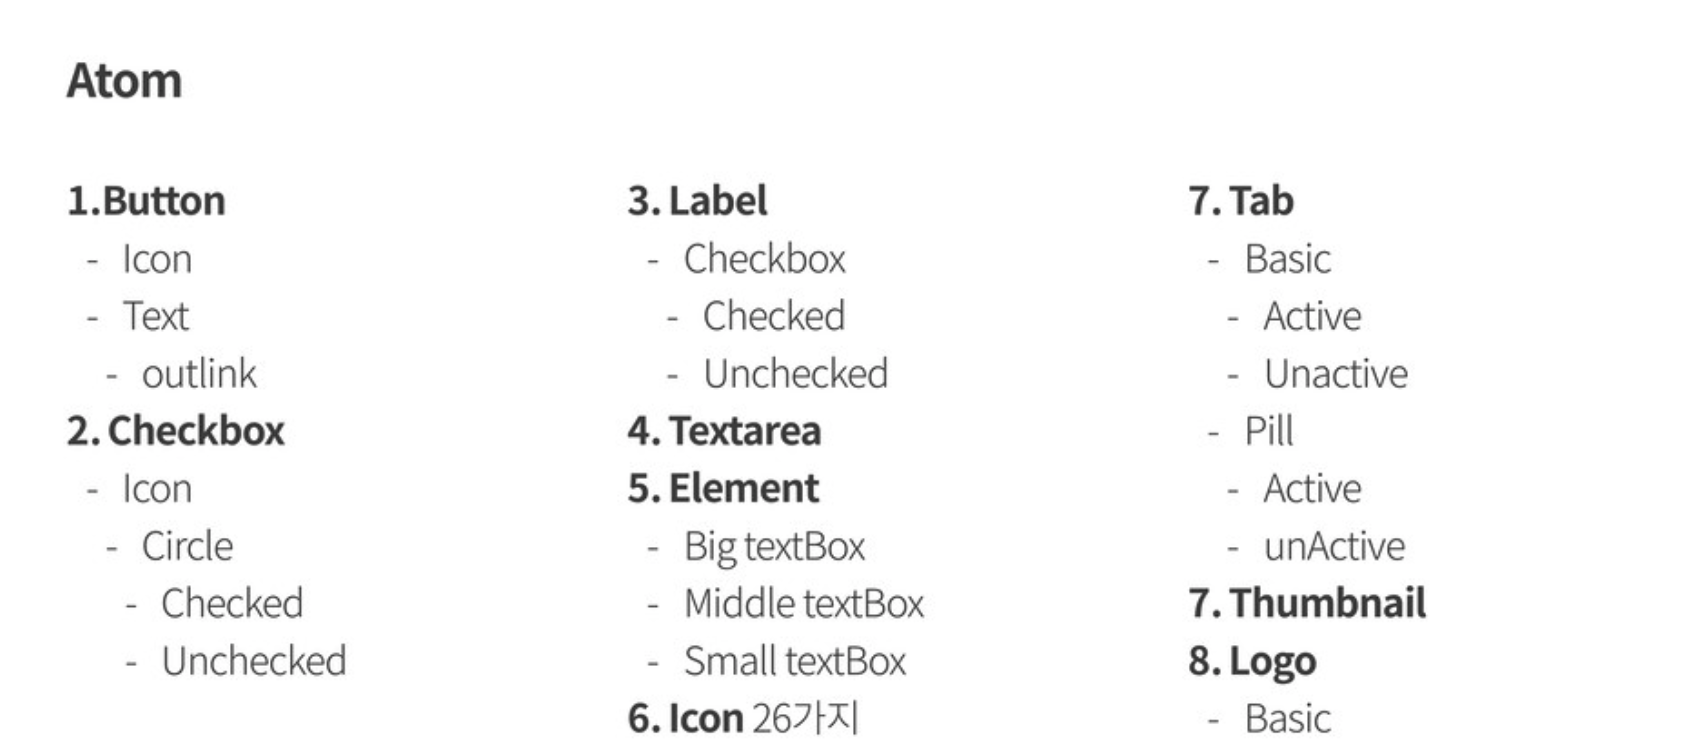 Atom
1.Button
- Icon
- Text
- outlink
2. Checkbox
- Icon
- Circle
- Checked
- Unchecked
3. Label
- Checkbox
- Checked
- Unchecked
4. Textarea
5. Element
- Big textBox
- Middle textBox
- Small textBox
6. Icon 26가지
7. Tab
- Basic
- Active
- Unactive
- Pill
- Active
- unActive
7. Thumbnail
8. Logo
- Basic